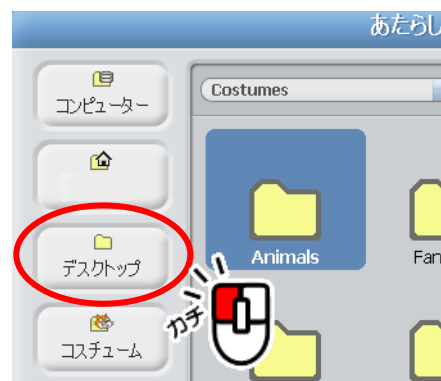 あたらし
コンピューター
Costumes
デスクトップ
Animals
Fan
カチ
コスチューム